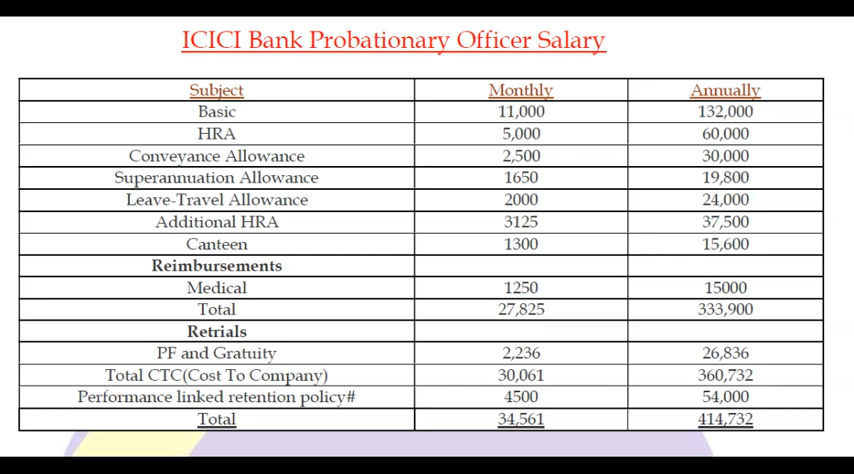 ICICI Bank Probationary Officer Salary
Subject Monthly Annually
Basic 11,000 132,000
HRA 5,000 60,000
Conveyance Allowance 2,500 30,000
Superannuation Allowance 1650 19,800
Leave-Travel Allowance 2000 24,000
Additional HRA 3125 37,500
Canteen 1300 15,600
Reimbursements
Medical 1250 15000
Total 27,825 333,900
Retrials
PF and Gratuity 2,236 26,836
Total CTC(Cost To Company) 30,061 360,732
Performance linked retention policy# 4500 54,000
Total 34,561 414,732